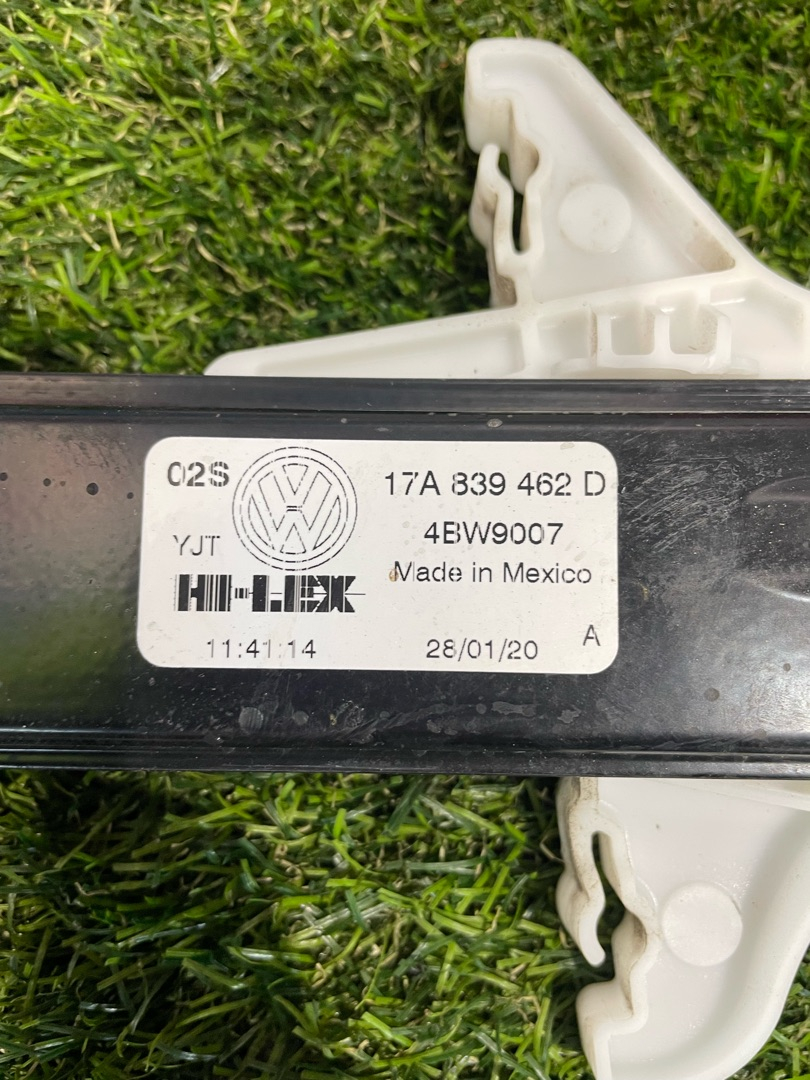 02S 17A 839 462 D
YJT 4BW9007
HI-LEX Made in Mexico
11:41:14 28/01/20 A